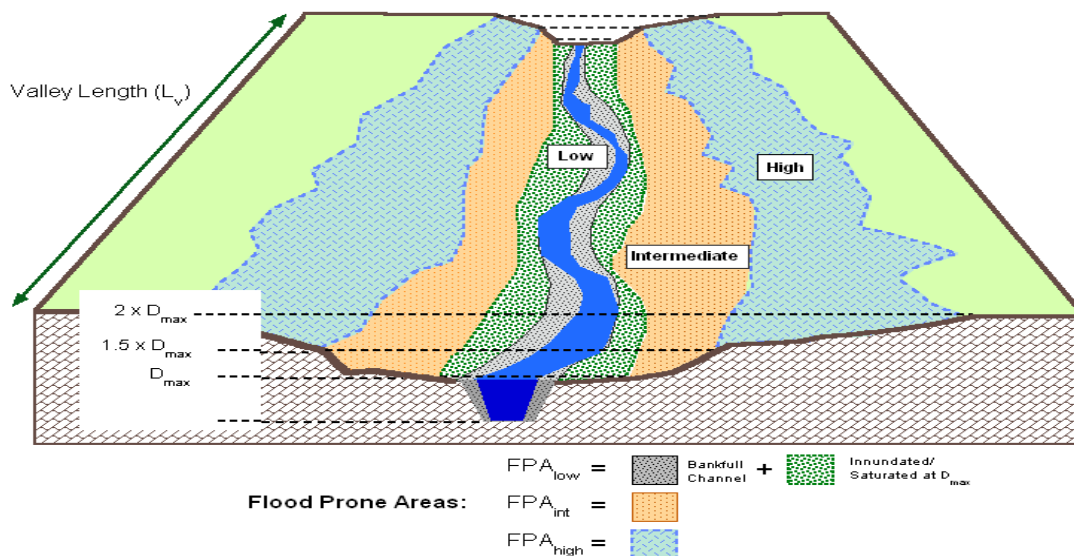 Valley Length (Lv)
Low
High
Intermediate
2 x Dmax
1.5 x Dmax
Dmax
FPAlow = Bankfull Channel + Innundated/ Saturated at Dmax
Flood Prone Areas: FPAint =
FPAhigh =